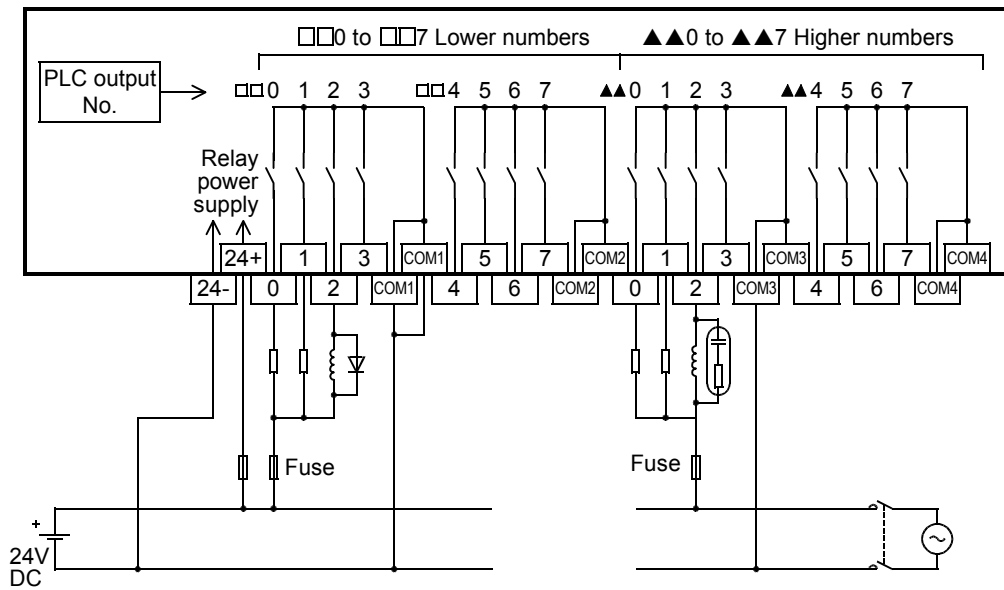 □□0 to □□7 Lower numbers ▲▲0 to ▲▲7 Higher numbers
PLC output
No.
□□0 1 2 3 □□4 5 6 7 ▲▲0 1 2 3 ▲▲4 5 6 7
Relay
power
supply
24+ 1 3 COM1 5 7 COM2 1 3 COM3 5 7 COM4
24- 0 2 COM1 4 6 COM2 0 2 COM3 4 6 COM4
Fuse Fuse
+
24V
DC